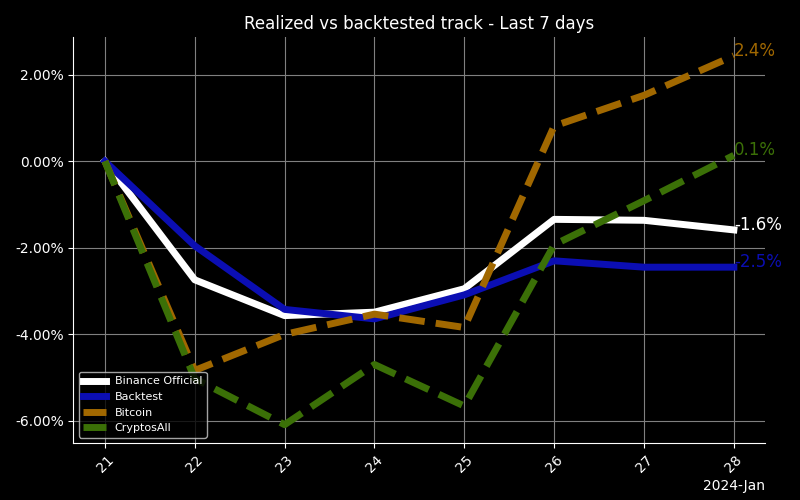 Realized vs backtested track - Last 7 days
2.00%
0.00%
-2.00%
-4.00%
-6.00%
2.4%
0.1%
-1.6%
-2.5%
Binance Official
Backtest
Bitcoin
CryptosAll
21
22
23
24
25
26
27
28
2024-Jan